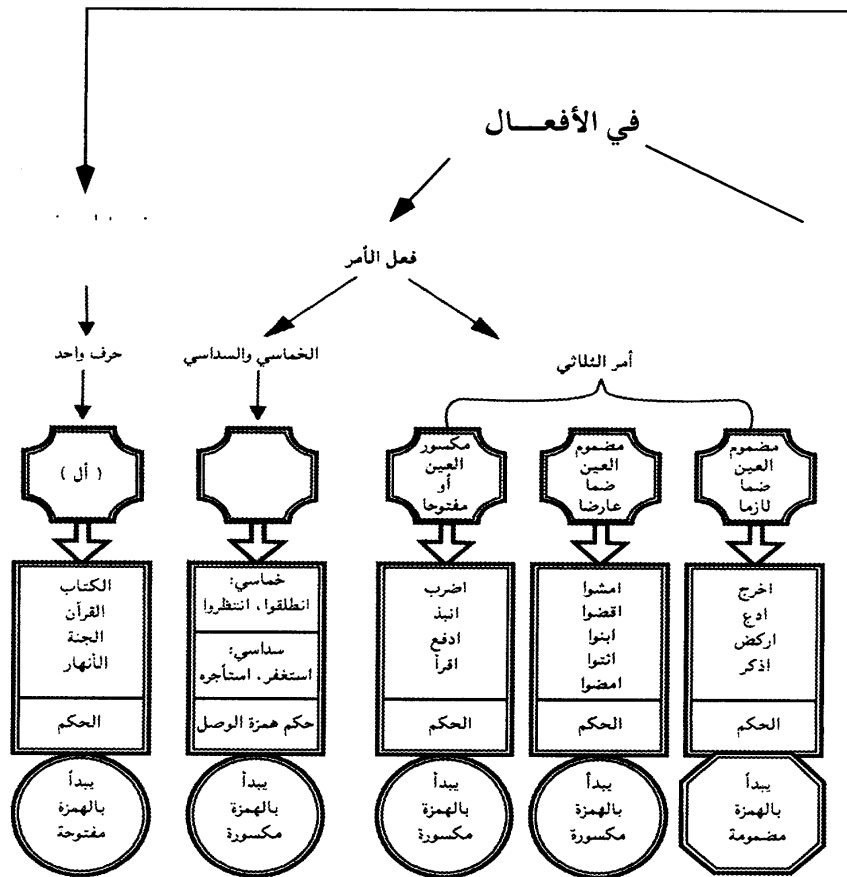 في الأفعـــال
فعل الأمر
أمر الثلاثي
الخماسي والسداسي
حرف واحد
مضموم
العين
ضما
لازما
مضموم
العين
ضما
عارضا
مكسور
العين
أو
مفتوحا
( أل )
اخرج
ادع
اركض
اذكر
الحكم
يبدأ
بالهمزة
مضمومة
امشوا
اقضوا
ابنوا
ائتوا
امضوا
الحكم
يبدأ
بالهمزة
مكسورة
اضرب
انبذ
ادفع
اقرأ
الحكم
يبدأ
بالهمزة
مكسورة
خماسي:
انطلقوا، انتظروا
سداسي:
استغفر، استأجره
حكم همزة الوصل
يبدأ
بالهمزة
مكسورة
الكتاب
القرآن
الجنة
الأنهار
الحكم
يبدأ
بالهمزة
مفتوحة